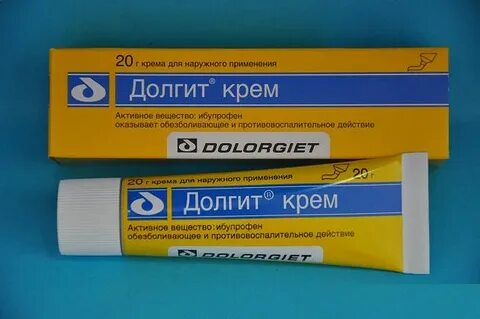 20 г крема для наружного применения
Долгит® крем
Активное вещество: ибупрофен
оказывает обезболивающее и противовоспалительное действие
DOLORGIET
20 г крема для наружного применения
20 г
Долгит® крем
Активное вещество: ибупрофен
обезболивающее и противовоспалительное действие
DOLORGIET